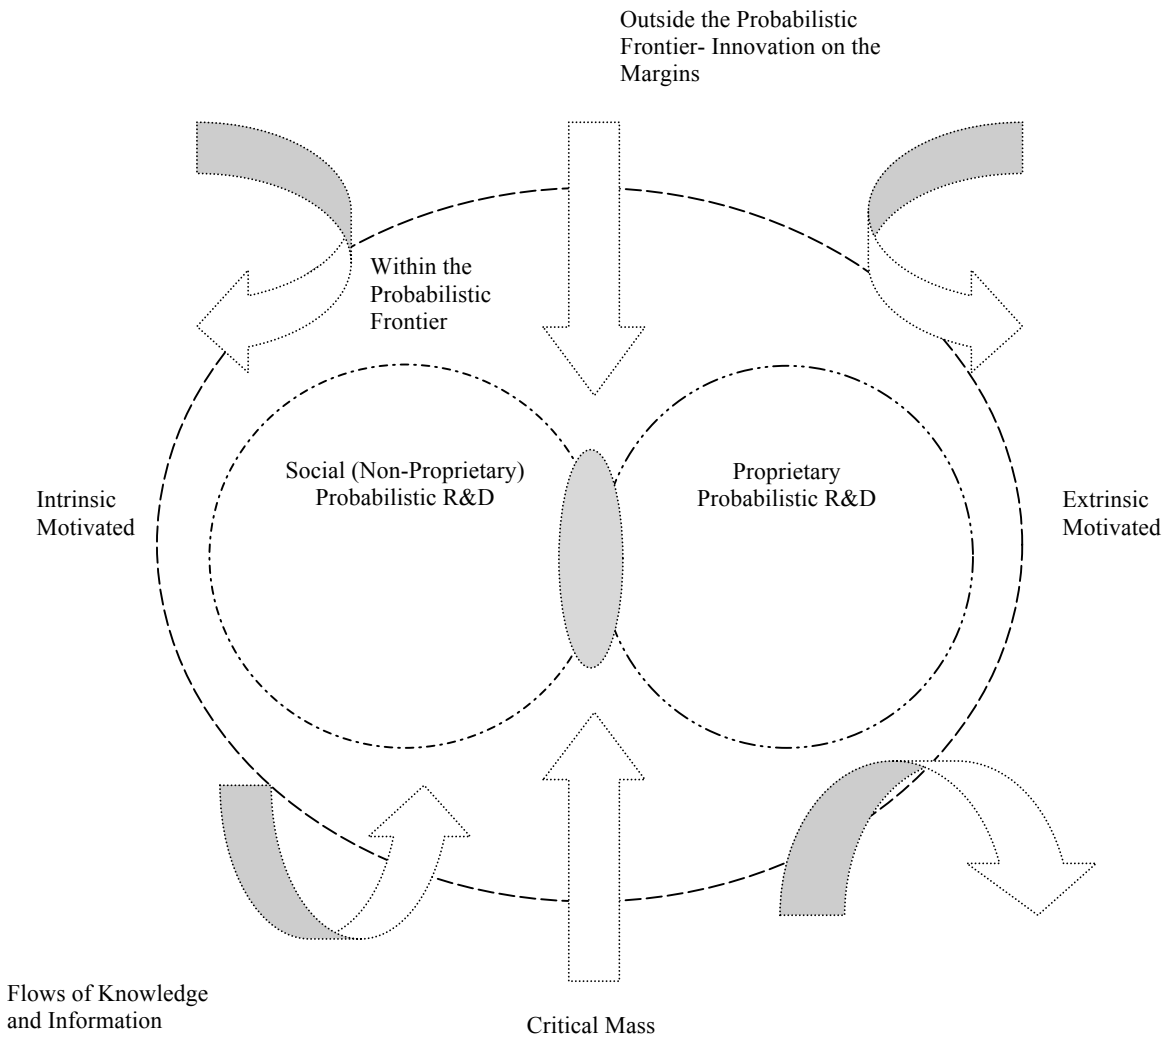 Outside the Probabilistic
Frontier- Innovation on the
Margins
Within the
Probabilistic
Frontier
Social (Non-Proprietary)
Probabilistic R&D
Proprietary
Probabilistic R&D
Intrinsic
Motivated
Extrinsic
Motivated
Flows of Knowledge
and Information
Critical Mass